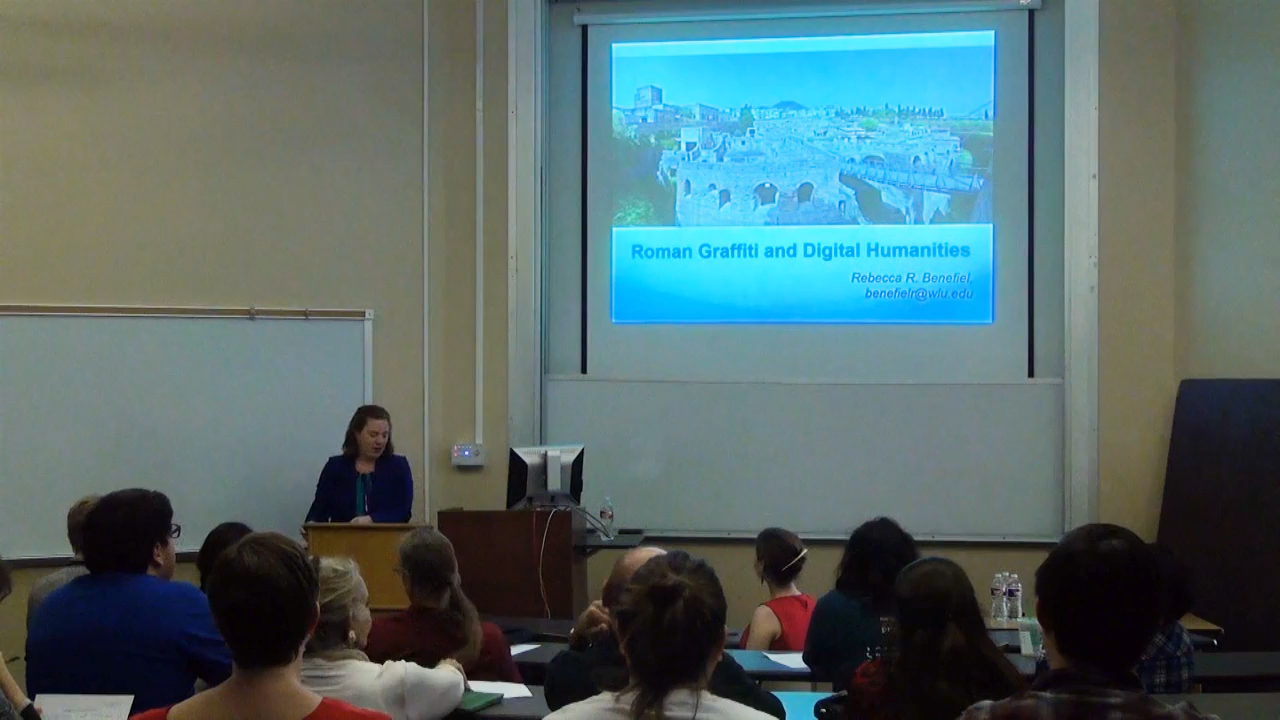 Roman Graffiti and Digital Humanities
Rebecca R. Benefiel,
benefielr@wlu.edu